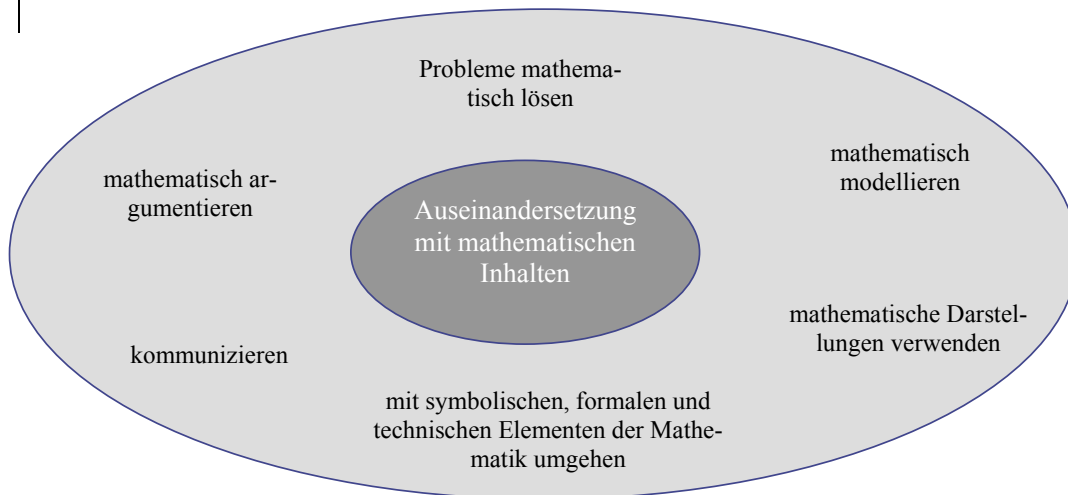 Probleme mathema-
tisch lösen
mathematisch
modellieren
mathematisch ar-
gumentieren
Auseinandersetzung
mit mathematischen
Inhalten
mathematische Darstel-
lungen verwenden
kommunizieren
mit symbolischen, formalen und
technischen Elementen der Mathe-
matik umgehen